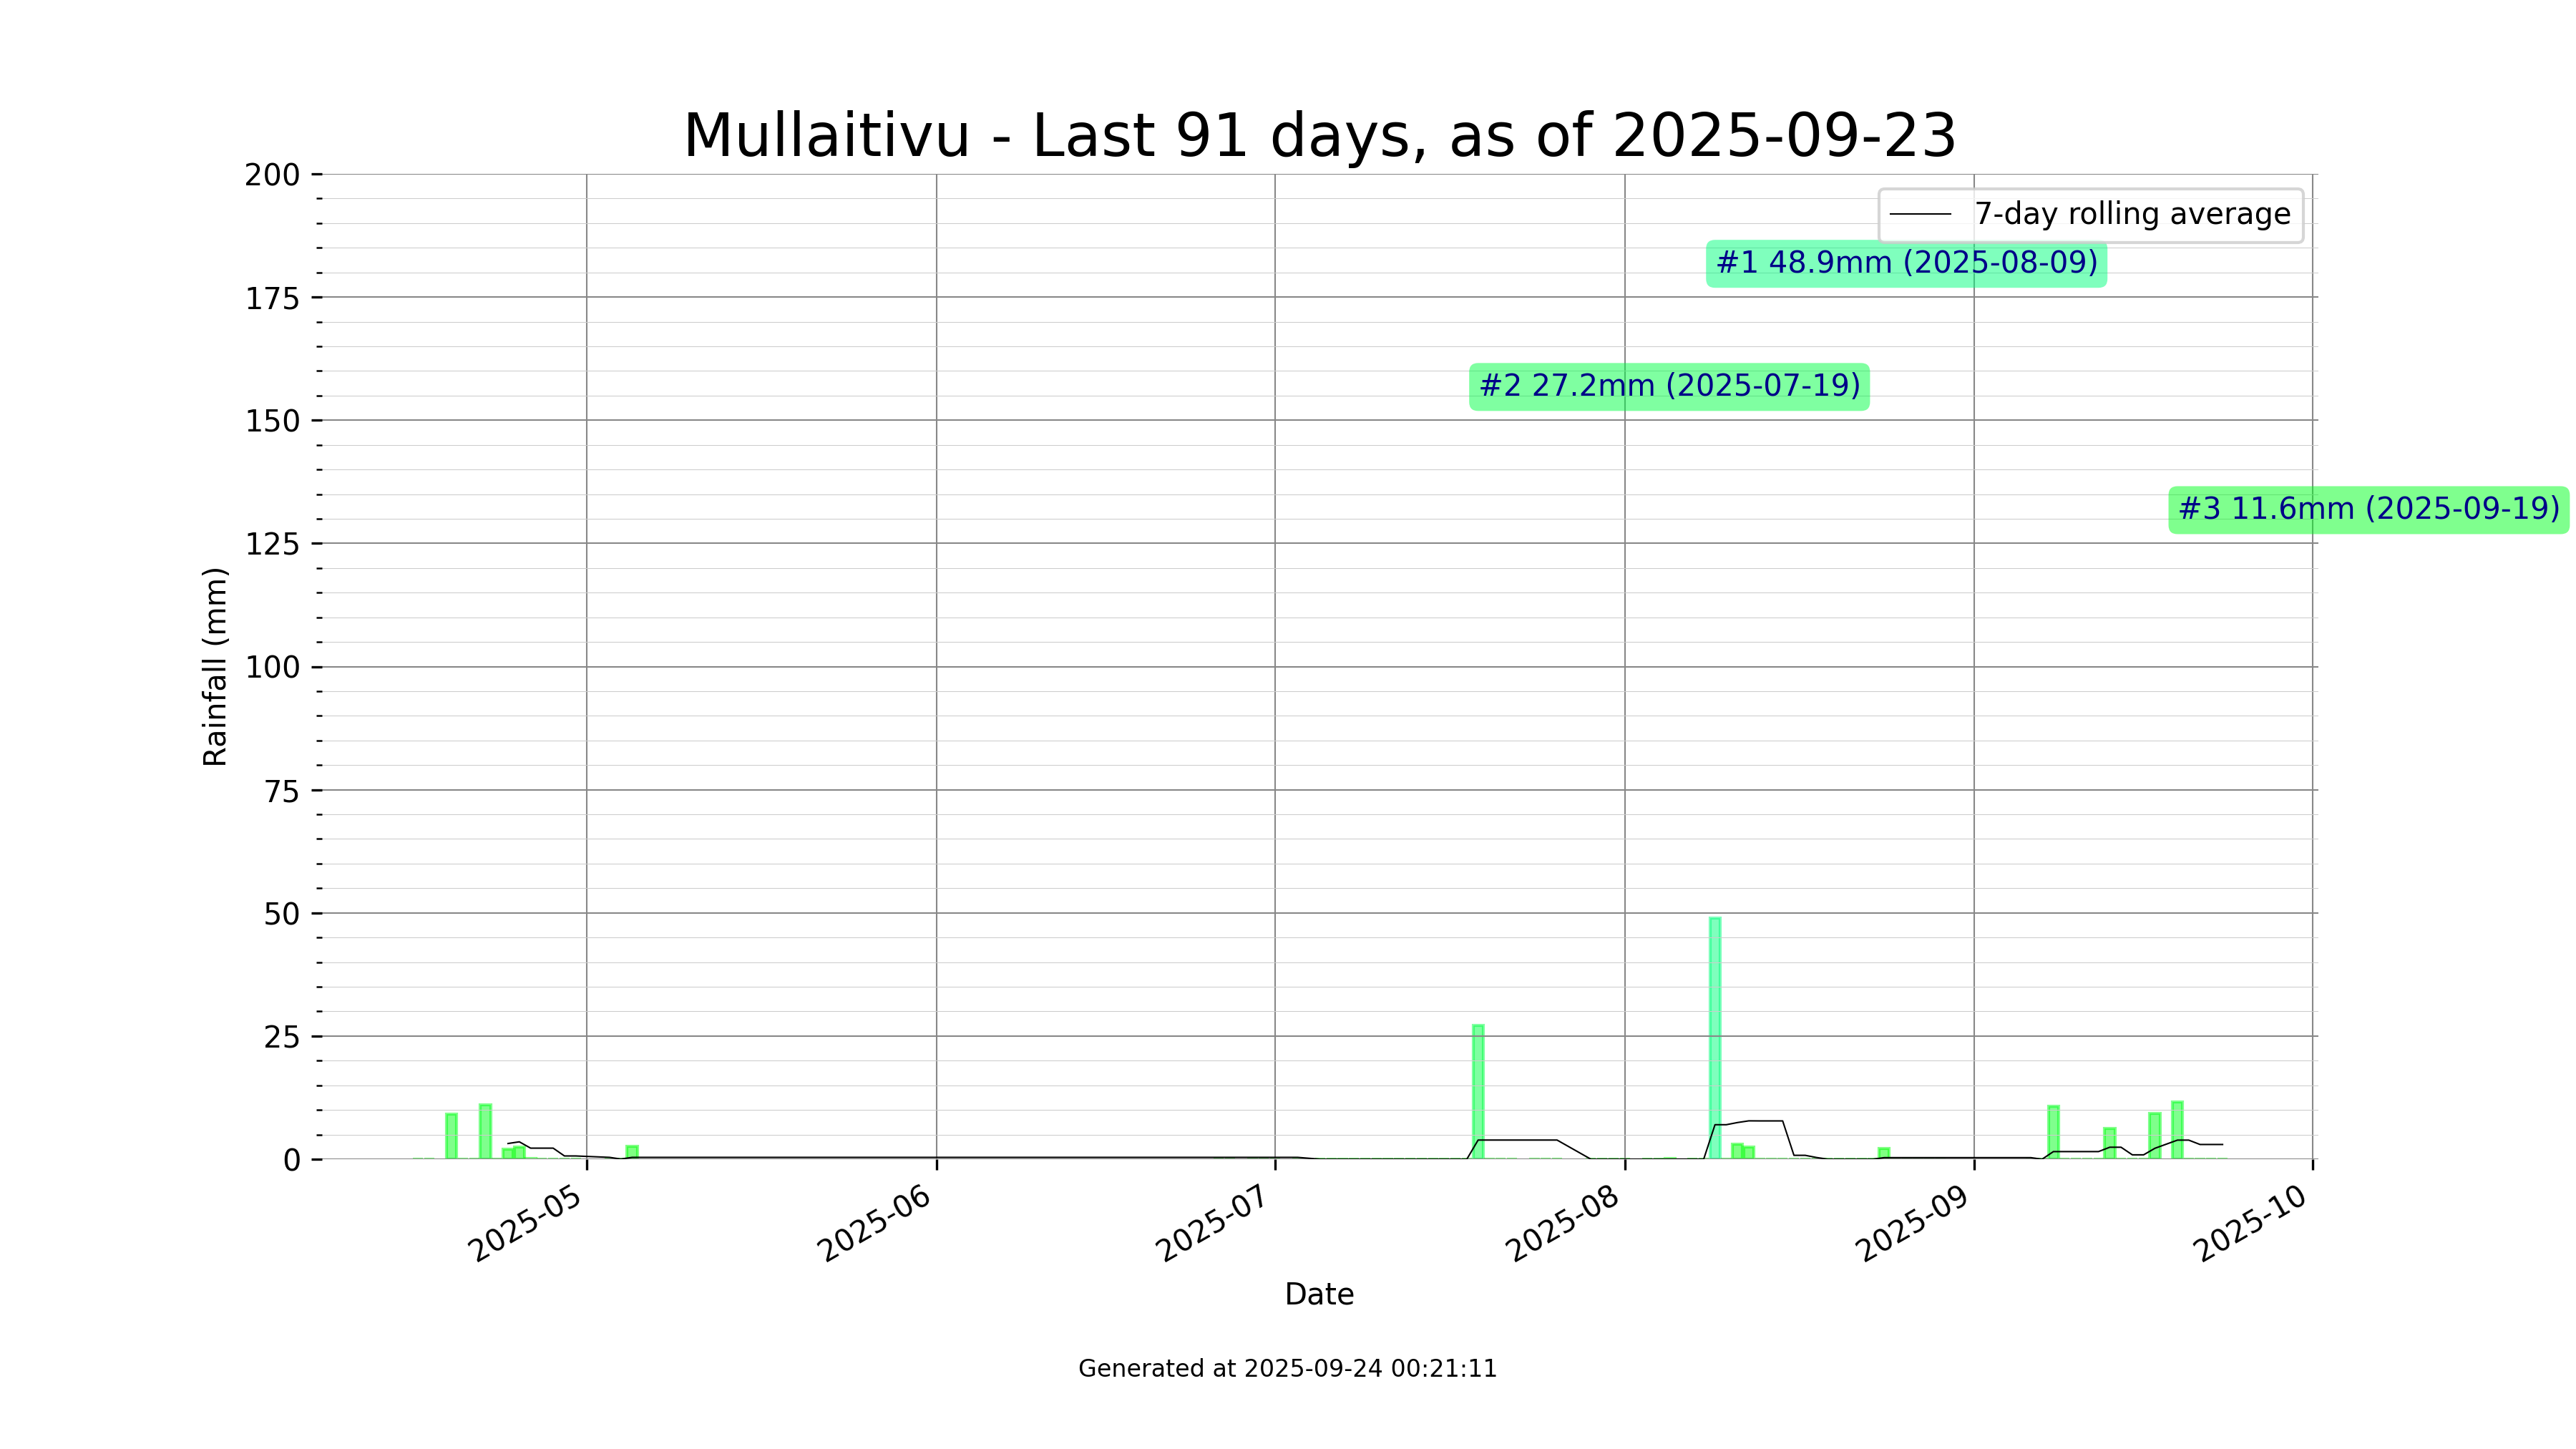 Mullaitivu - Last 91 days, as of 2025-09-23
200
175
150
125
100
75
50
25
0
Rainfall (mm)
7-day rolling average
#1 48.9mm (2025-08-09)
#2 27.2mm (2025-07-19)
#3 11.6mm (2025-09-19)
2025-05
2025-06
2025-07
2025-08
2025-09
2025-10
Date
Generated at 2025-09-24 00:21:11